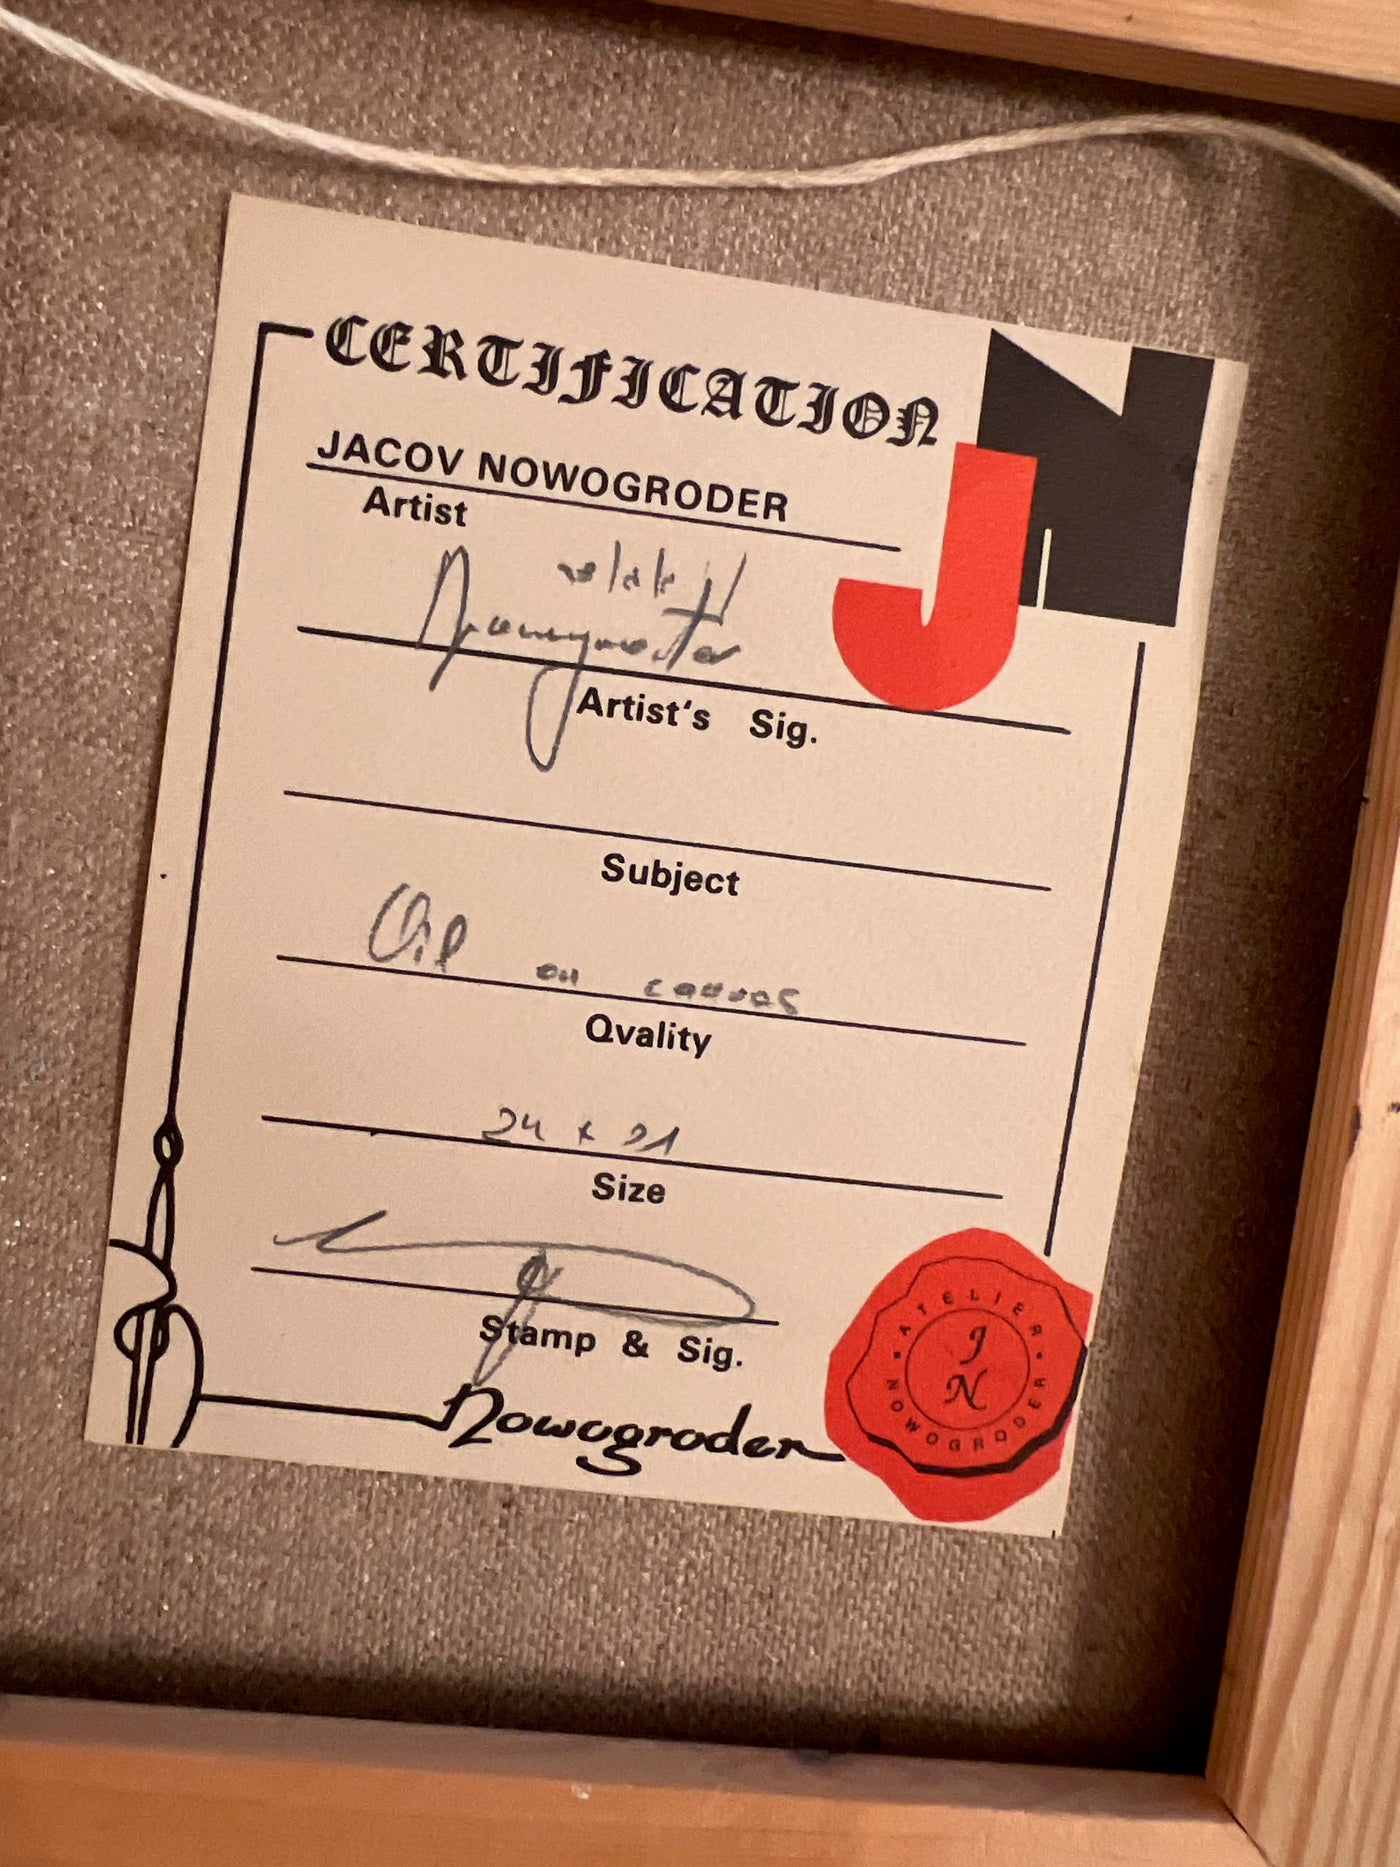 CERTIFICATION
JN
JACOV NOWOGRODER
Artist
Artist's Sig.
Subject
Oil on canvas
Qvality
24 x 21
Size
Stamp & Sig.
Nowogroder
ATELIER
J
N
NOWOGRODER